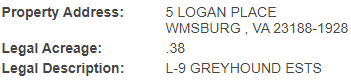 Property Address: 5 LOGAN PLACE
WMSBURG , VA 23188-1928
Legal Acreage: .38
Legal Description: L-9 GREYHOUND ESTS